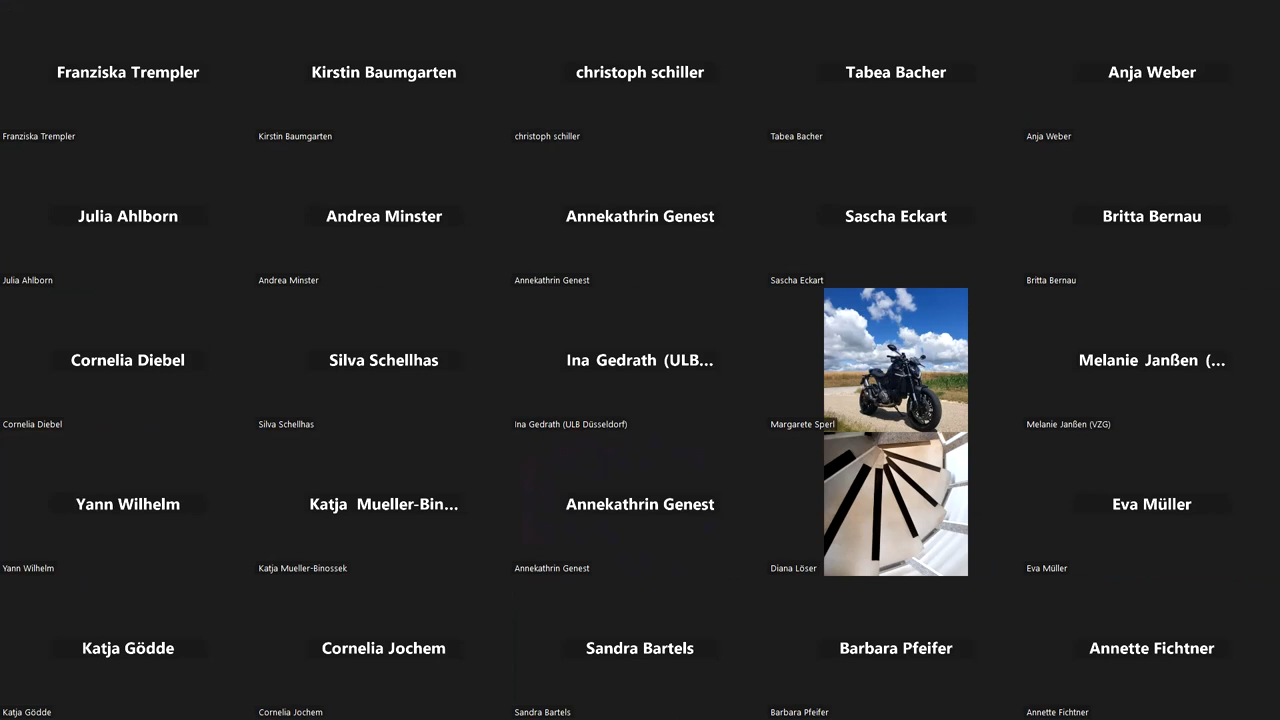 Franziska Trempler
Kirstin Baumgarten
christoph schiller
Tabea Bacher
Anja Weber
Franziska Trempler
Kirstin Baumgarten
christoph schiller
Tabea Bacher
Anja Weber
Julia Ahlborn
Andrea Minster
Annekathrin Genest
Sascha Eckart
Britta Bernau
Julia Ahlborn
Andrea Minster
Annekathrin Genest
Sascha Eckart
Britta Bernau
Cornelia Diebel
Silva Schellhas
Ina Gedrath (ULB...
Melanie Janßen (...
Cornelia Diebel
Silva Schellhas
Ina Gedrath (ULB Düsseldorf)
Margarete Sperl
Melanie Janßen (VZG)
Yann Wilhelm
Katja Mueller-Bin...
Annekathrin Genest
Eva Müller
Yann Wilhelm
Katja Mueller-Binossek
Annekathrin Genest
Diana Löser
Eva Müller
Katja Gödde
Cornelia Jochem
Sandra Bartels
Barbara Pfeifer
Annette Fichtner
Katja Gödde
Cornelia Jochem
Sandra Bartels
Barbara Pfeifer
Annette Fichtner